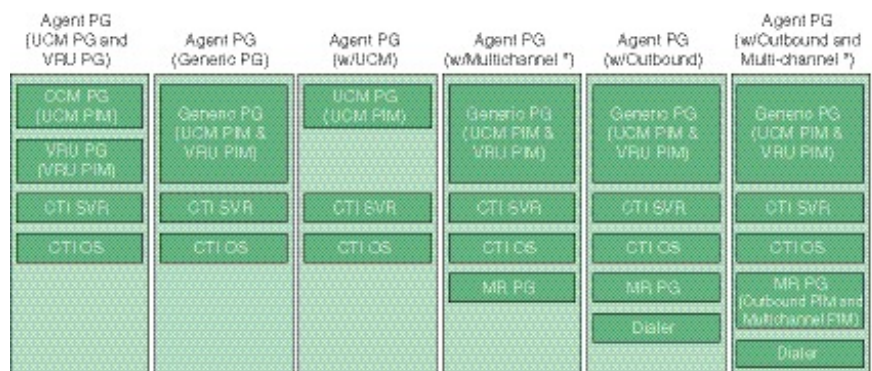 Agent PG
(UCM PG and
VRU PG)
Agent PG
(Generic PG)
Agent PG
(w/UCM)
Agent PG
(w/Multichannel *)
Agent PG
(w/Outbound)
Agent PG
(w/Outbound and
Multi-channel *)
CCM PG
(UCM PIM)
VRU PG
(VRU PIM)
CTI SVR
CTI OS
Generic PG
(UCM PIM &
VRU PIM)
CTI SVR
CTI OS
UCM PG
(UCM PIM)
CTI SVR
CTI OS
Generic PG
(UCM PIM &
VRU PIM)
CTI SVR
CTI OS
MR PG
Generic PG
(UCM PIM &
VRU PIM)
CTI SVR
CTI OS
MR PG
Dialer
Generic PG
(UCM PIM &
VRU PIM)
CTI SVR
CTI OS
MR PG
(Outbound PIM and
Multichannel PIM)
Dialer